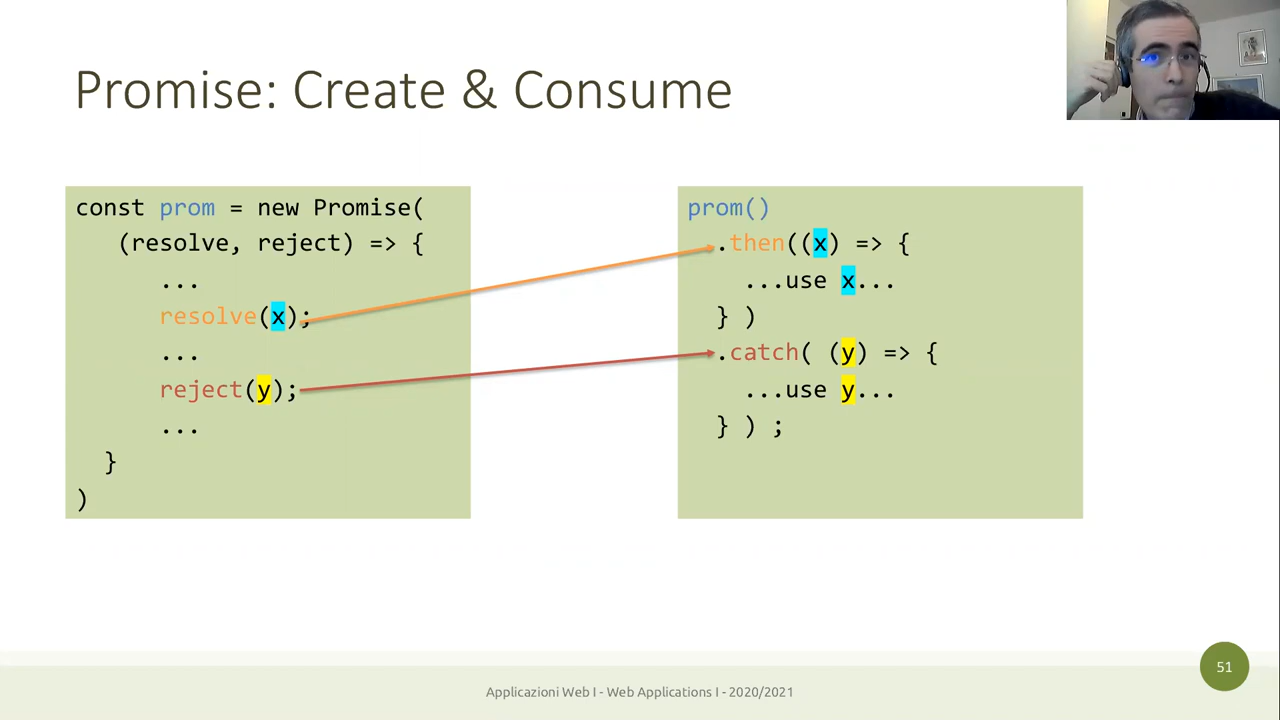 Promise: Create & Consume
const prom = new Promise(
(resolve, reject) => {
...
resolve(x);
...
reject(y);
...
}
)
prom()
.then((x) => {
...use x...
} )
.catch( (y) => {
...use y...
} ) ;
51
Applicazioni Web I - Web Applications I - 2020/2021